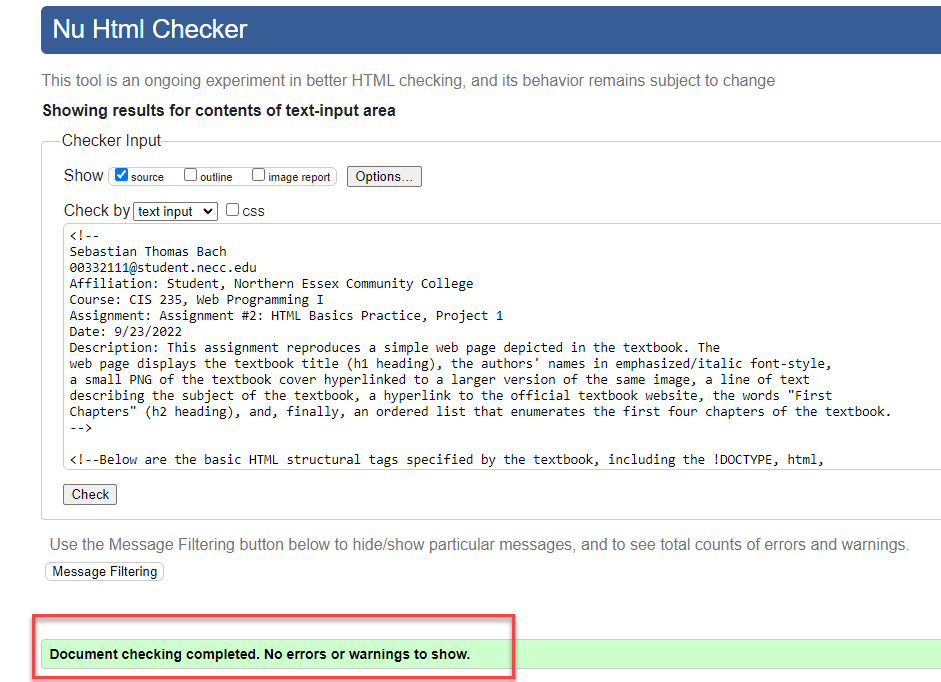 Nu Html Checker
This tool is an ongoing experiment in better HTML checking, and its behavior remains subject to change
Showing results for contents of text-input area
Checker Input
Show source outline image report Options...
Check by text input css
<!--
Sebastian Thomas Bach
00332111@student.necc.edu
Affiliation: Student, Northern Essex Community College
Course: CIS 235, Web Programming I
Assignment: Assignment #2: HTML Basics Practice, Project 1
Date: 9/23/2022
Description: This assignment reproduces a simple web page depicted in the textbook. The
web page displays the textbook title (h1 heading), the authors' names in emphasized/italic font-style,
a small PNG of the textbook cover hyperlinked to a larger version of the same image, a line of text
describing the subject of the textbook, a hyperlink to the official textbook website, the words "First
Chapters" (h2 heading), and, finally, an ordered list that enumerates the first four chapters of the textbook.
-->
<!--Below are the basic HTML structural tags specified by the textbook, including the !DOCTYPE, html,
Check
Use the Message Filtering button below to hide/show particular messages, and to see total counts of errors and warnings.
Message Filtering
Document checking completed. No errors or warnings to show.